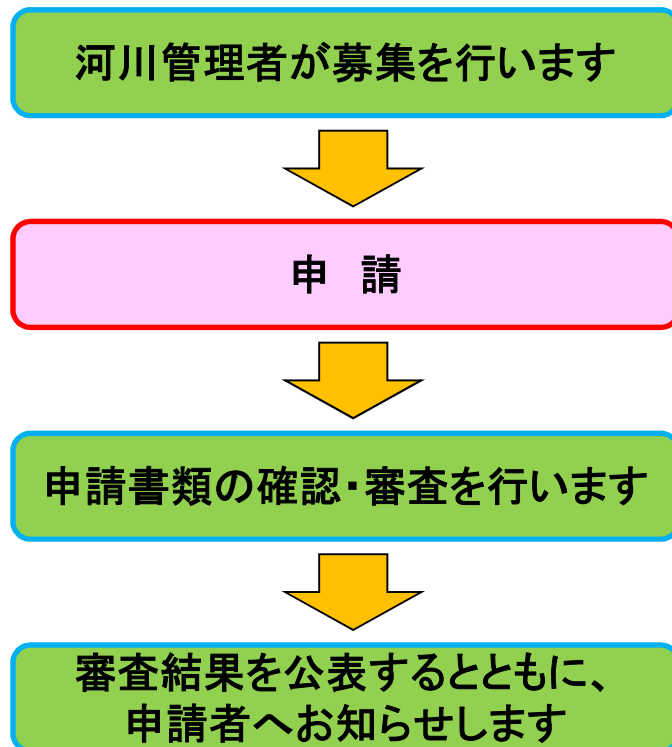 河川管理者が募集を行います
申　請
申請書類の確認・審査を行います
審査結果を公表するとともに、
申請者へお知らせします